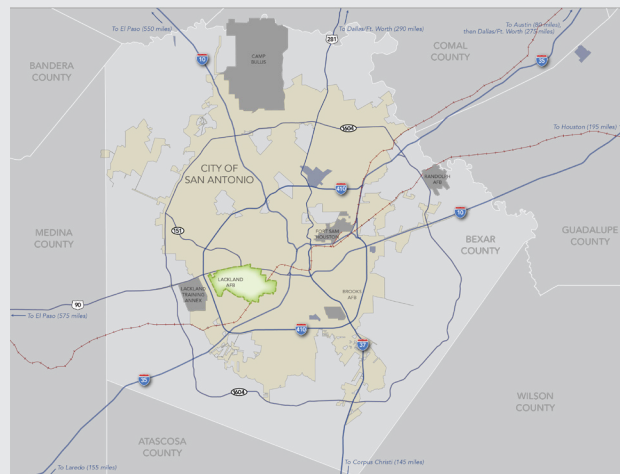 To El Paso (550 miles)
To Dallas/Ft. Worth (290 miles)
To Austin (80 miles),
then Dallas/Ft. Worth (275 miles)
281
COMAL
COUNTY
CAMP
BULLIS
10
35
BANDERA
COUNTY
To Houston (195 miles)
1604
CITY OF
SAN ANTONIO
410
RANDOLPH
AFB
10
151
FORT SAM
HOUSTON
MEDINA
COUNTY
BEXAR
COUNTY
GUADALUPE
COUNTY
LACKLAND
AFB
LACKLAND
TRAINING
ANNEX
BROOKS
AFB
90
To El Paso (575 miles)
410
37
35
1604
WILSON
COUNTY
ATASCOSA
COUNTY
To Laredo (155 miles)
To Corpus Christi (145 miles)